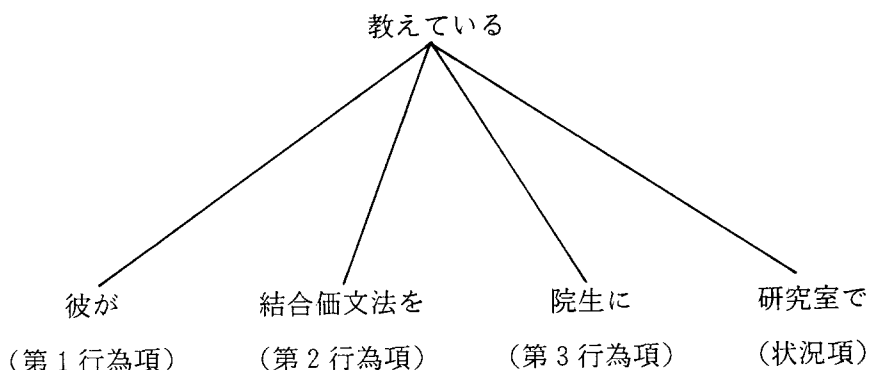 教えている
彼が　結合価文法を　院生に　研究室で
（第1行為項）　（第2行為項）　（第3行為項）　（状況項）